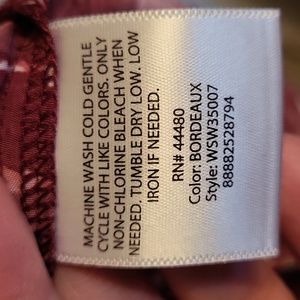 MACHINE WASH COLD GENTLE
CYCLE WITH LIKE COLORS, ONLY
NON-CHLORINE BLEACH WHEN
NEEDED. TUMBLE DRY LOW. LOW
IRON IF NEEDED.
RN# 44480
Color: BORDEAUX
Style: WSW35007
88882528794